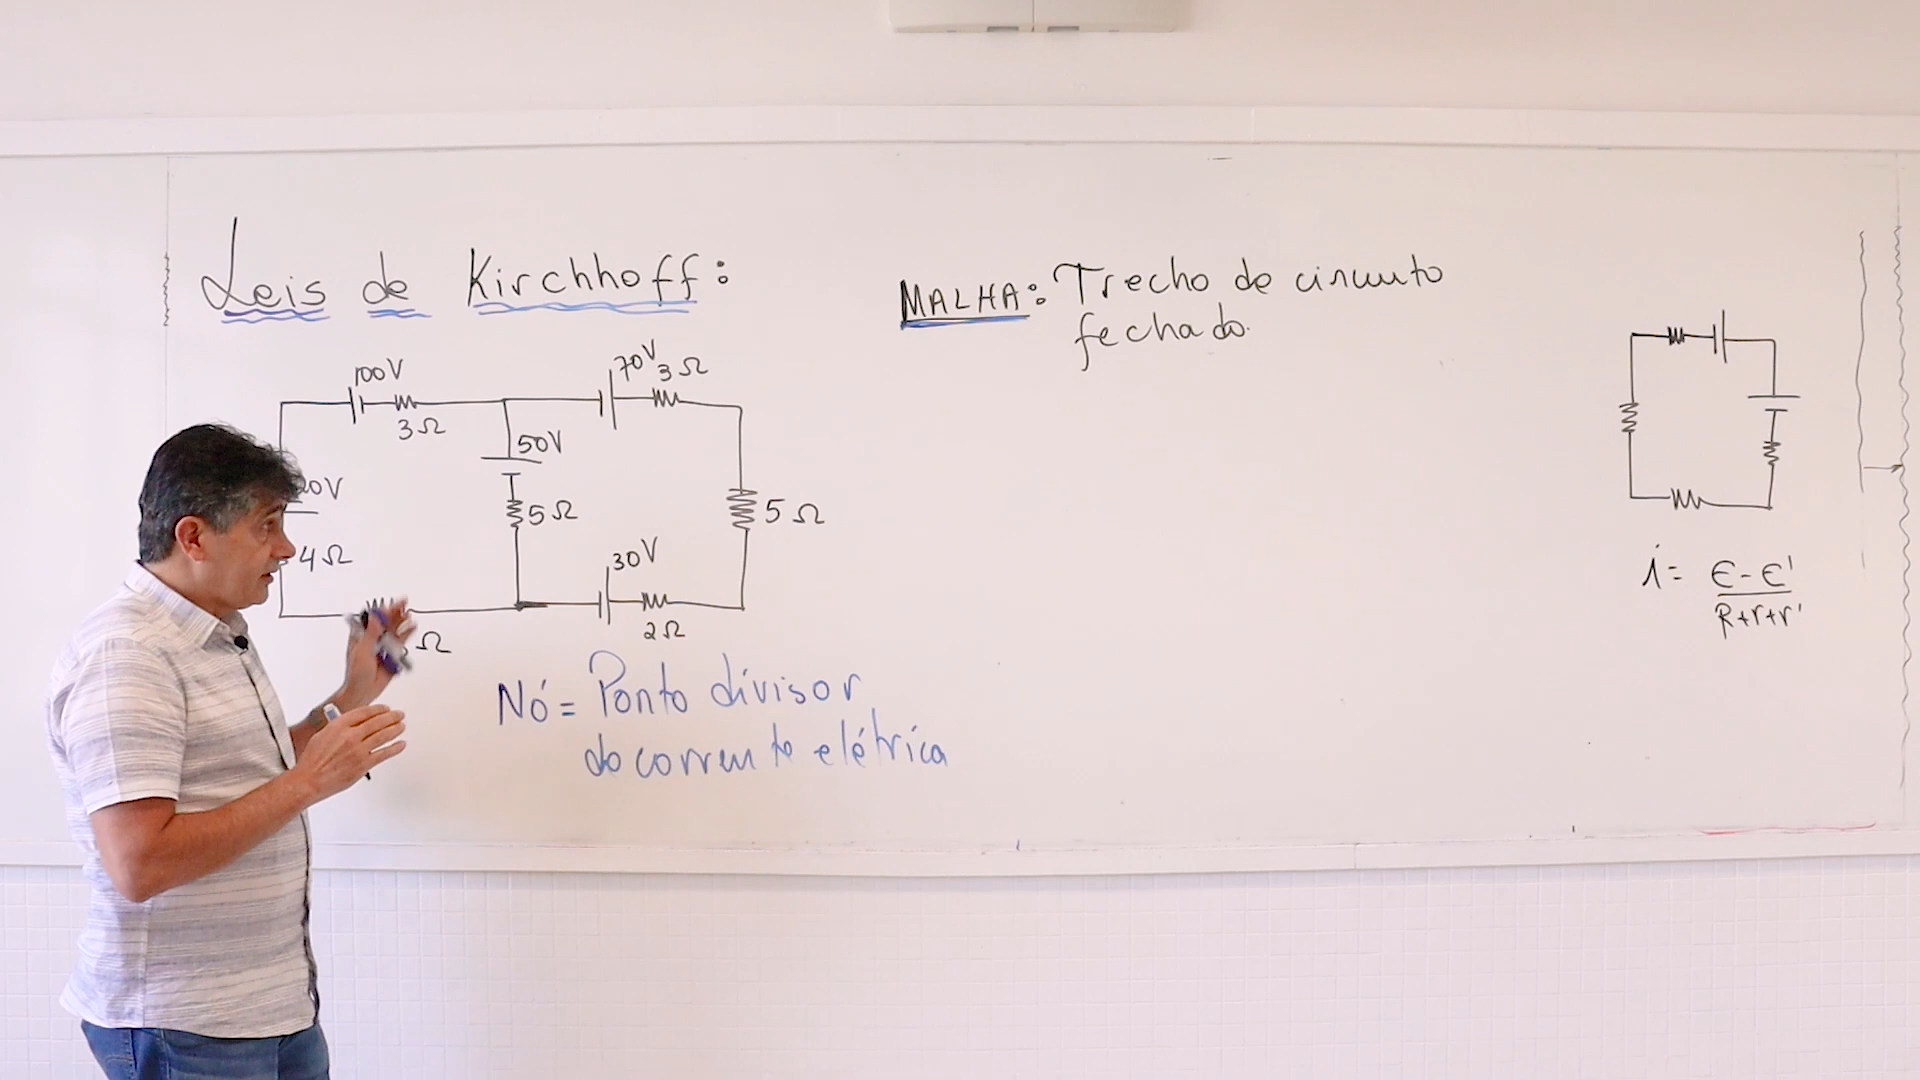 Leis de Kirchhoff:
MALHA: Trecho de circuito
fechado.
100V
3Ω
70V
3Ω
50V
5Ω
5Ω
4Ω
30V
2Ω
Ω
Nó = Ponto divisor
de corrente elétrica
i = ϵ - ϵ'
R+r+r'